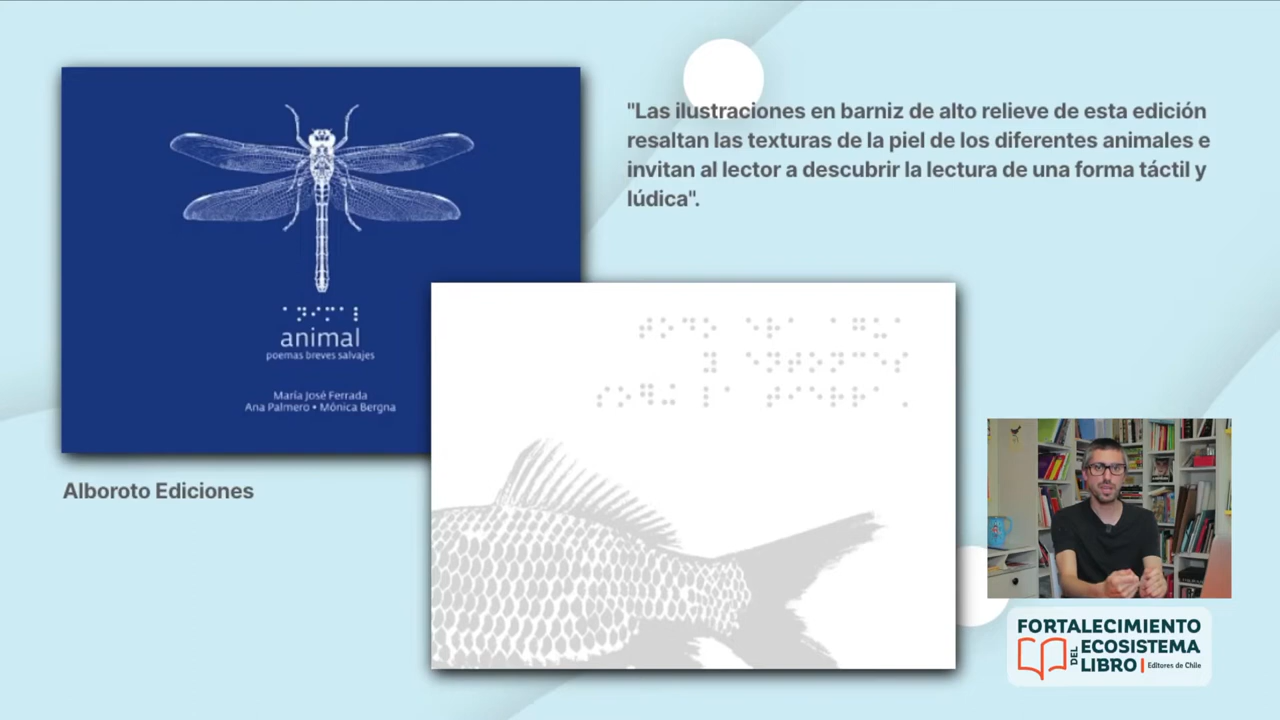 "Las ilustraciones en barniz de alto relieve de esta edición
resaltan las texturas de la piel de los diferentes animales e
invitan al lector a descubrir la lectura de una forma táctil y
lúdica".
⠁⠝⠊⠍⠁⠇
animal
poemas breves salvajes
María José Ferrada
Ana Palmero • Mónica Bergna
Alboroto Ediciones
FORTALECIMIENTO
DEL ECOSISTEMA
LIBRO | Editores de Chile